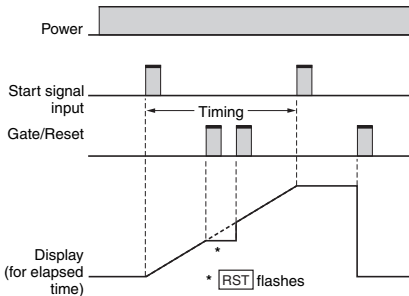 Power
Start signal
input
Timing
Gate/Reset
Display
(for elapsed
time)
*
* RST flashes